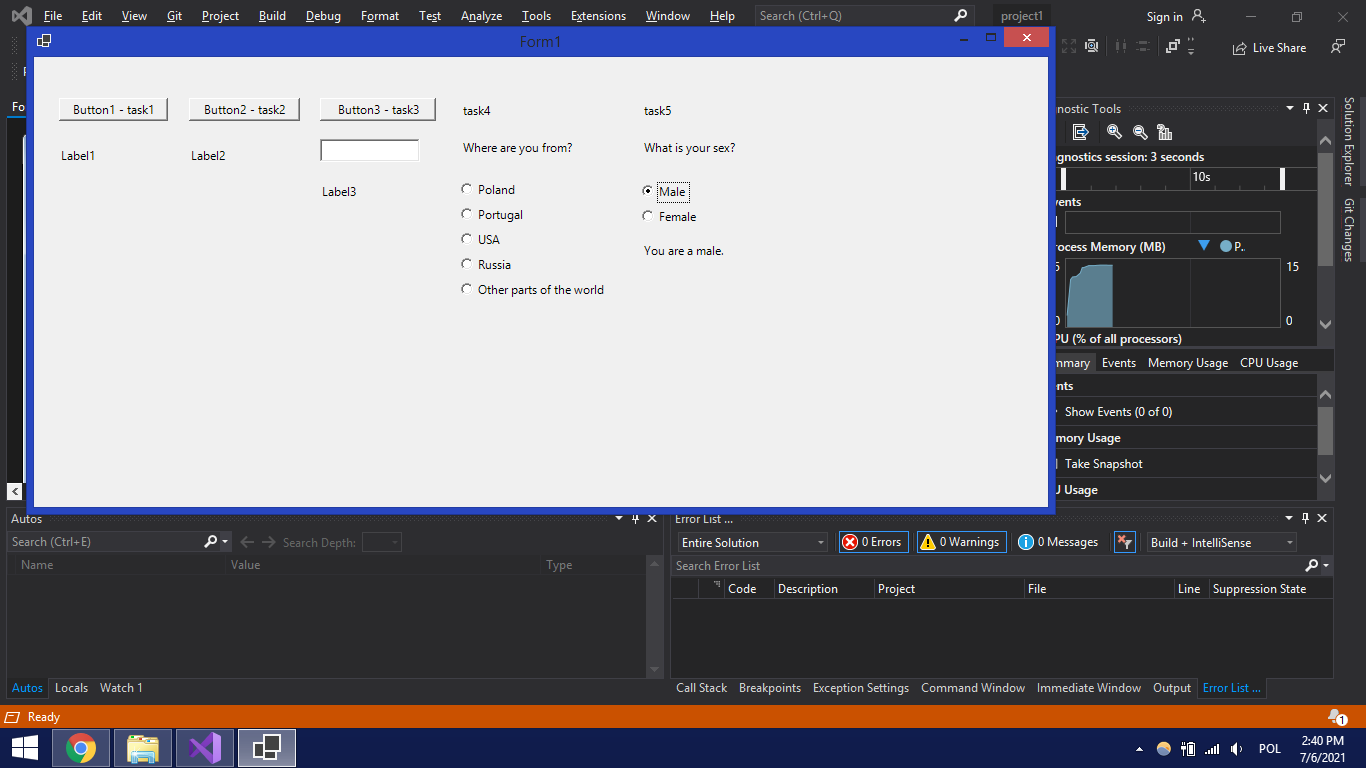 File Edit View Git Project Build Debug Format Test Analyze Tools Extensions Window Help Search (Ctrl+Q) project1 Sign in
Form1
Live Share
Fo
Button1 - task1 Button2 - task2 Button3 - task3 task4 task5
Label1 Label2 Where are you from? What is your sex?
Label3 Poland Male
Portugal Female
USA You are a male.
Russia
Other parts of the world
nostic Tools
gnostics session: 3 seconds
10s
vents
rocess Memory (MB) P..
5 15
0 0
PU (% of all processors)
mmary Events Memory Usage CPU Usage
nts
Show Events (0 of 0)
mory Usage
Take Snapshot
U Usage
Solution Explorer
Git Changes
Autos
Search (Ctrl+E) Search Depth:
Name Value Type
Autos Locals Watch 1
Error List ...
Entire Solution 0 Errors 0 Warnings 0 Messages Build + IntelliSense
Search Error List
Code Description Project File Line Suppression State
Call Stack Breakpoints Exception Settings Command Window Immediate Window Output Error List ...
Ready 1
POL 2:40 PM
7/6/2021